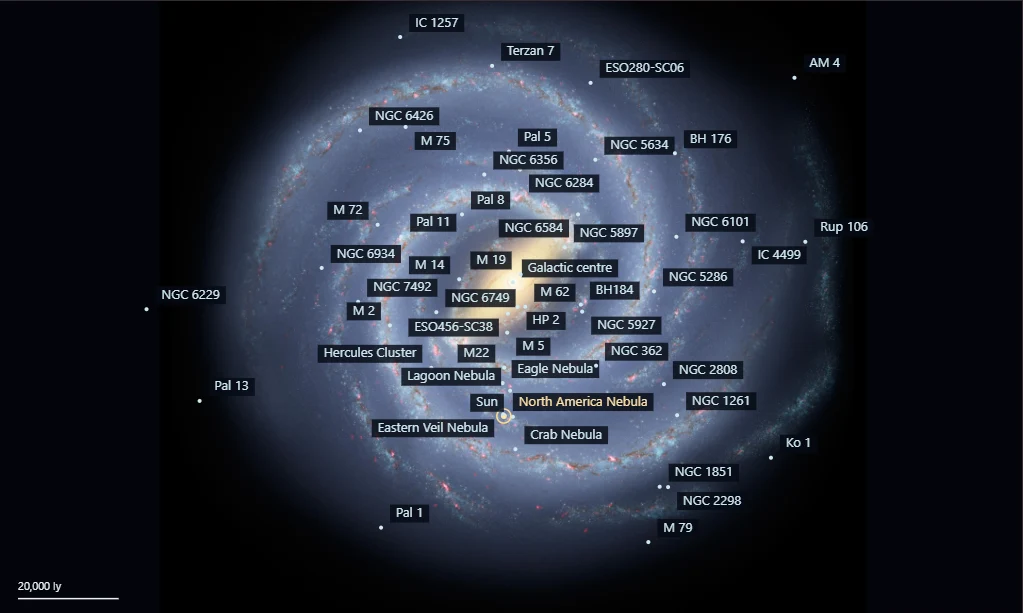 IC 1257
Terzan 7
ESO280-SC06
AM 4
NGC 6426
M 75
Pal 5
NGC 5634
BH 176
NGC 6356
NGC 6284
Pal 8
M 72
Pal 11
NGC 6584
NGC 5897
NGC 6101
Rup 106
NGC 6934
M 14
M 19
Galactic centre
IC 4499
NGC 5286
NGC 7492
NGC 6749
M 62
BH184
NGC 6229
M 2
ESO456-SC38
HP 2
NGC 5927
Hercules Cluster
M22
M 5
NGC 362
Lagoon Nebula
Eagle Nebula
NGC 2808
Pal 13
Sun
North America Nebula
NGC 1261
Eastern Veil Nebula
Crab Nebula
Ko 1
NGC 1851
NGC 2298
Pal 1
M 79
20,000 ly